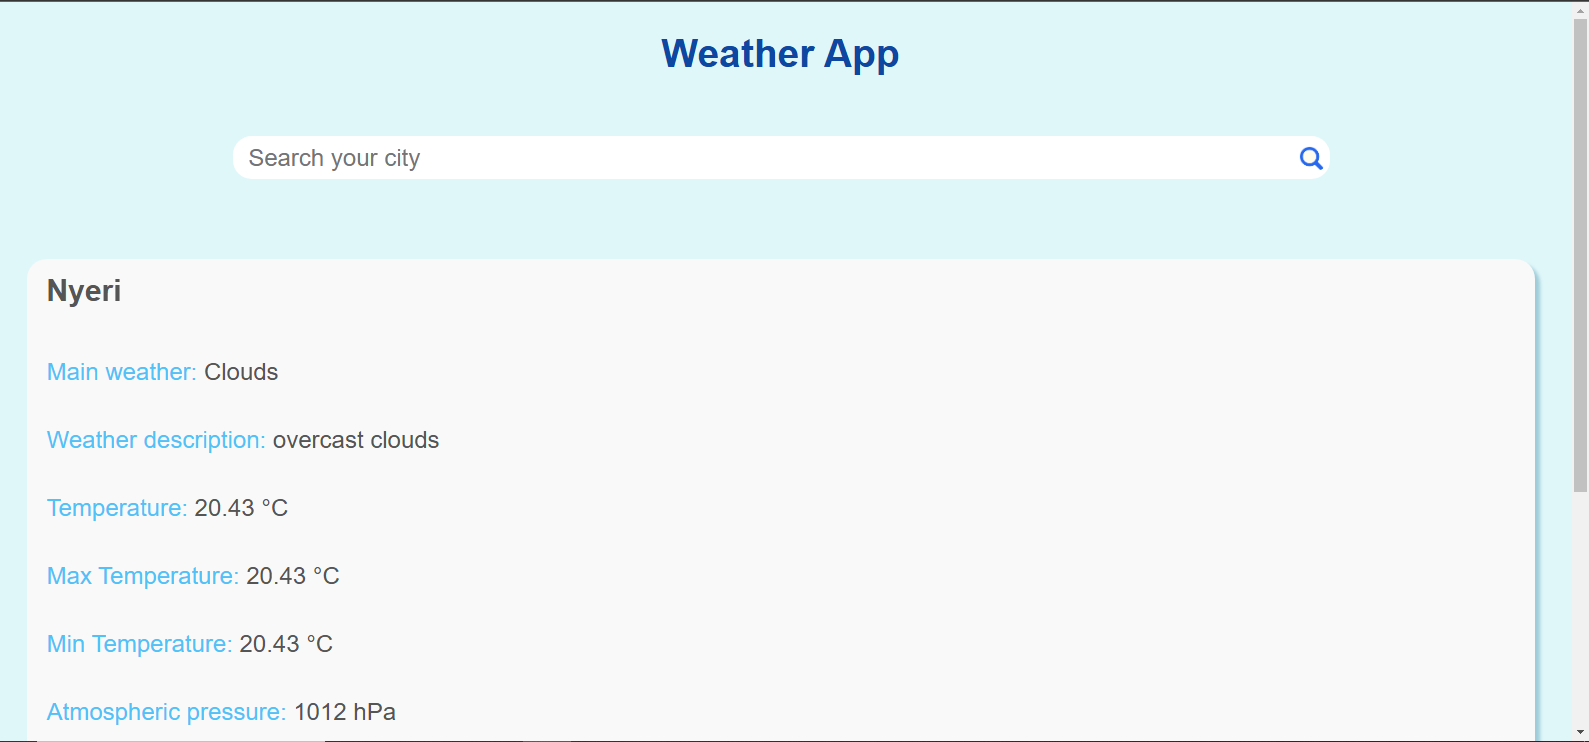 Weather App
Search your city
Nyeri
Main weather: Clouds
Weather description: overcast clouds
Temperature: 20.43 °C
Max Temperature: 20.43 °C
Min Temperature: 20.43 °C
Atmospheric pressure: 1012 hPa